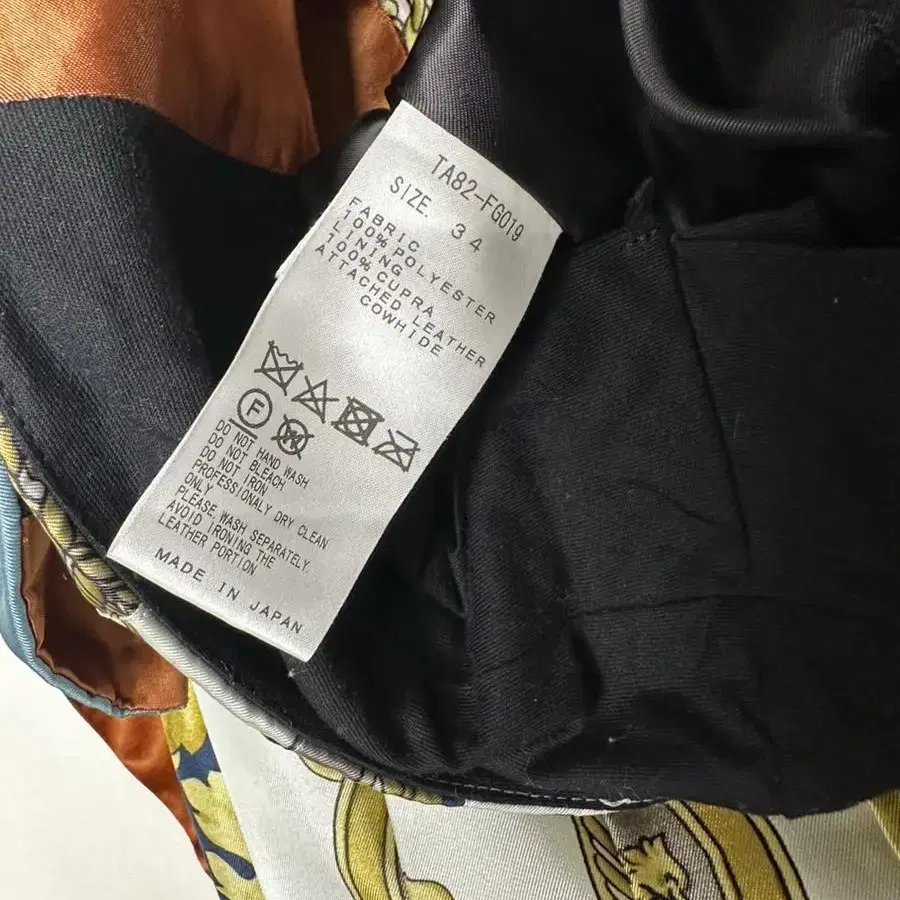 TA82-FG019
SIZE. 34
FABRIC
100% POLYESTER
LINING
100% CUPRA
ATTACHED LEATHER
COWHIDE
F
DO NOT HAND WASH
DO NOT BLEACH
DO NOT IRON
PROFESSIONALY DRY CLEAN
ONLY.
PLEASE WASH SEPARATELY.
AVOID IRONING THE
LEATHER PORTION
MADE IN JAPAN